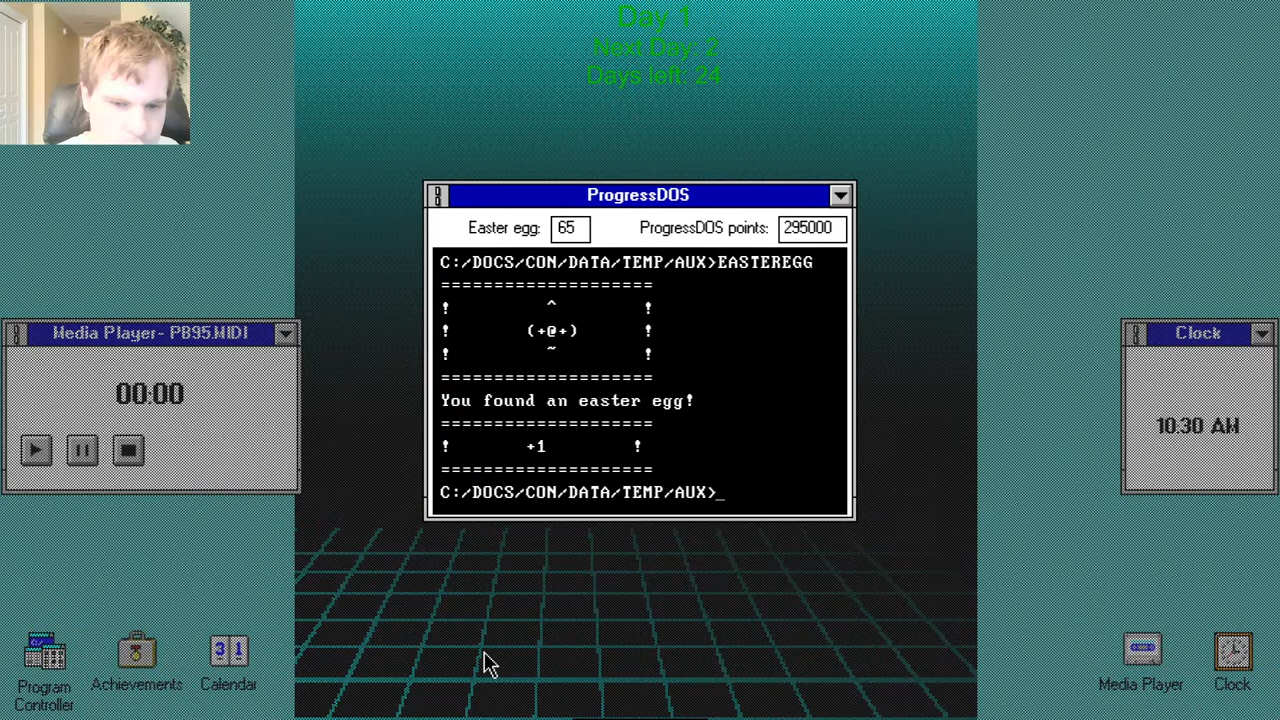 Day 1
Next Day: 2
Days left: 24
ProgressDOS
Easter egg: 65 ProgressDOS points: 295000
C:/DOCS/CON/DATA/TEMP/AUX>EASTEREGG
====================
! ^ !
! (+@+) !
! ~ !
====================
You found an easter egg!
====================
! +1 !
====================
C:/DOCS/CON/DATA/TEMP/AUX>_
Media Player- PB95.MIDI
00:00
Clock
10:30 AM
Program Controller
Achievements
31
Calendar
Media Player
Clock